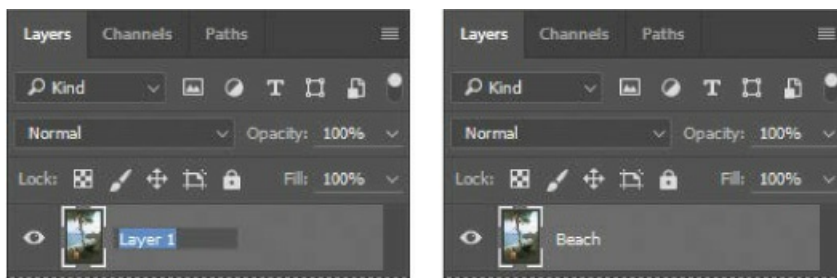 Layers Channels Paths
Kind
Normal Opacity: 100%
Lock: Fill: 100%
Layer 1
Layers Channels Paths
Kind
Normal Opacity: 100%
Lock: Fill: 100%
Beach